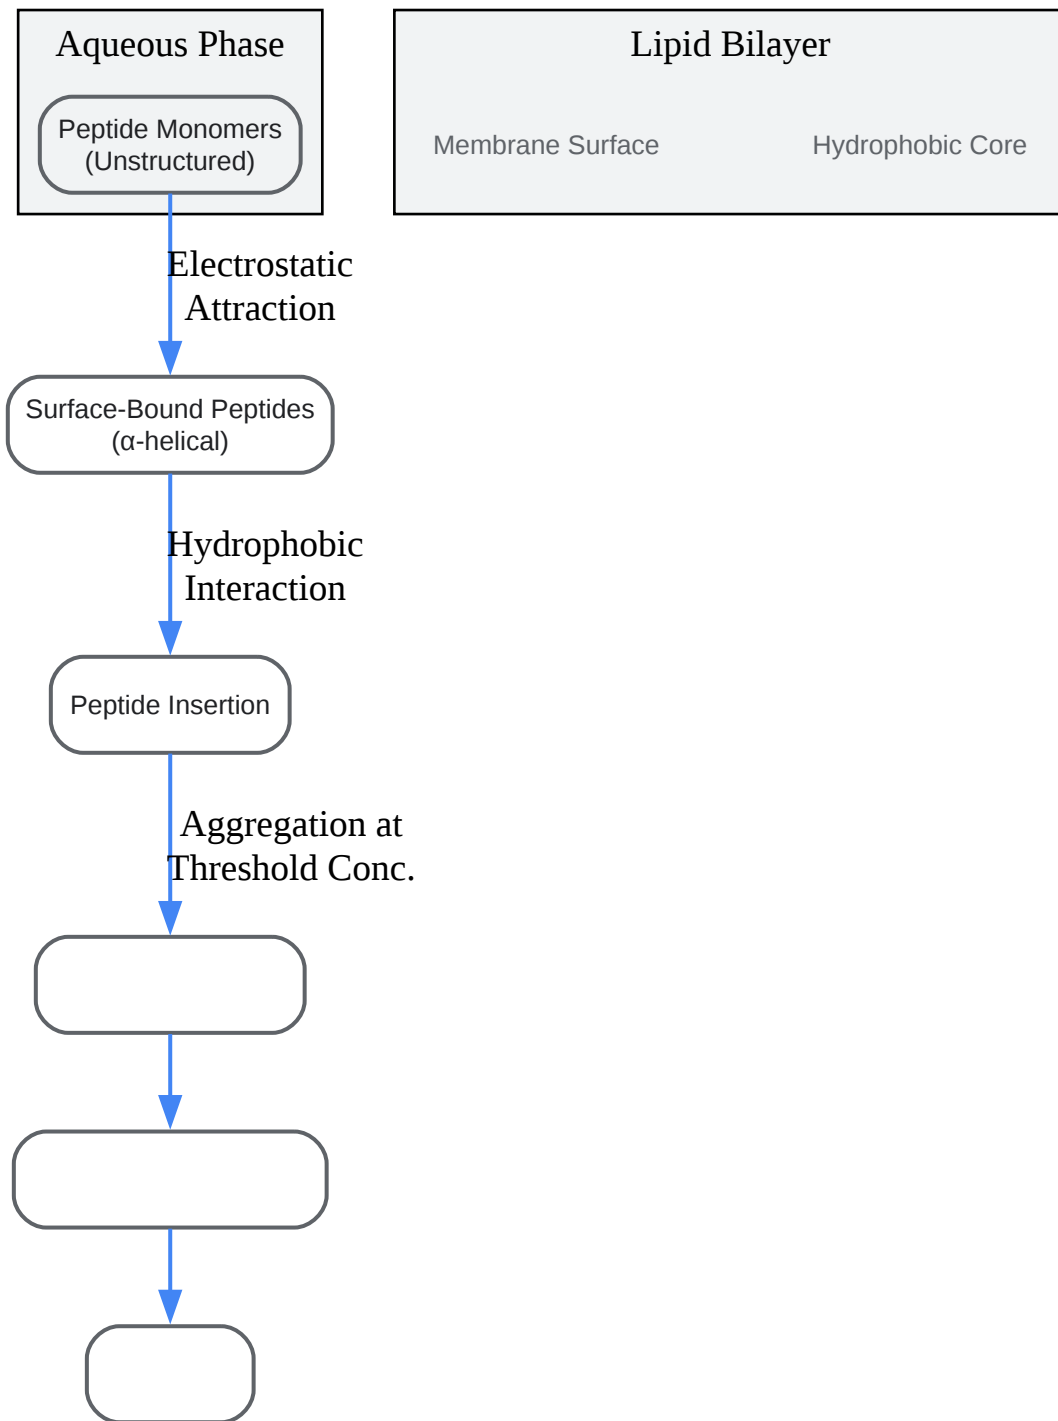 Aqueous Phase
Lipid Bilayer
Peptide Monomers
(Unstructured)
Membrane Surface
Hydrophobic Core
Electrostatic
Attraction
Surface-Bound Peptides
(α-helical)
Hydrophobic
Interaction
Peptide Insertion
Aggregation at
Threshold Conc.